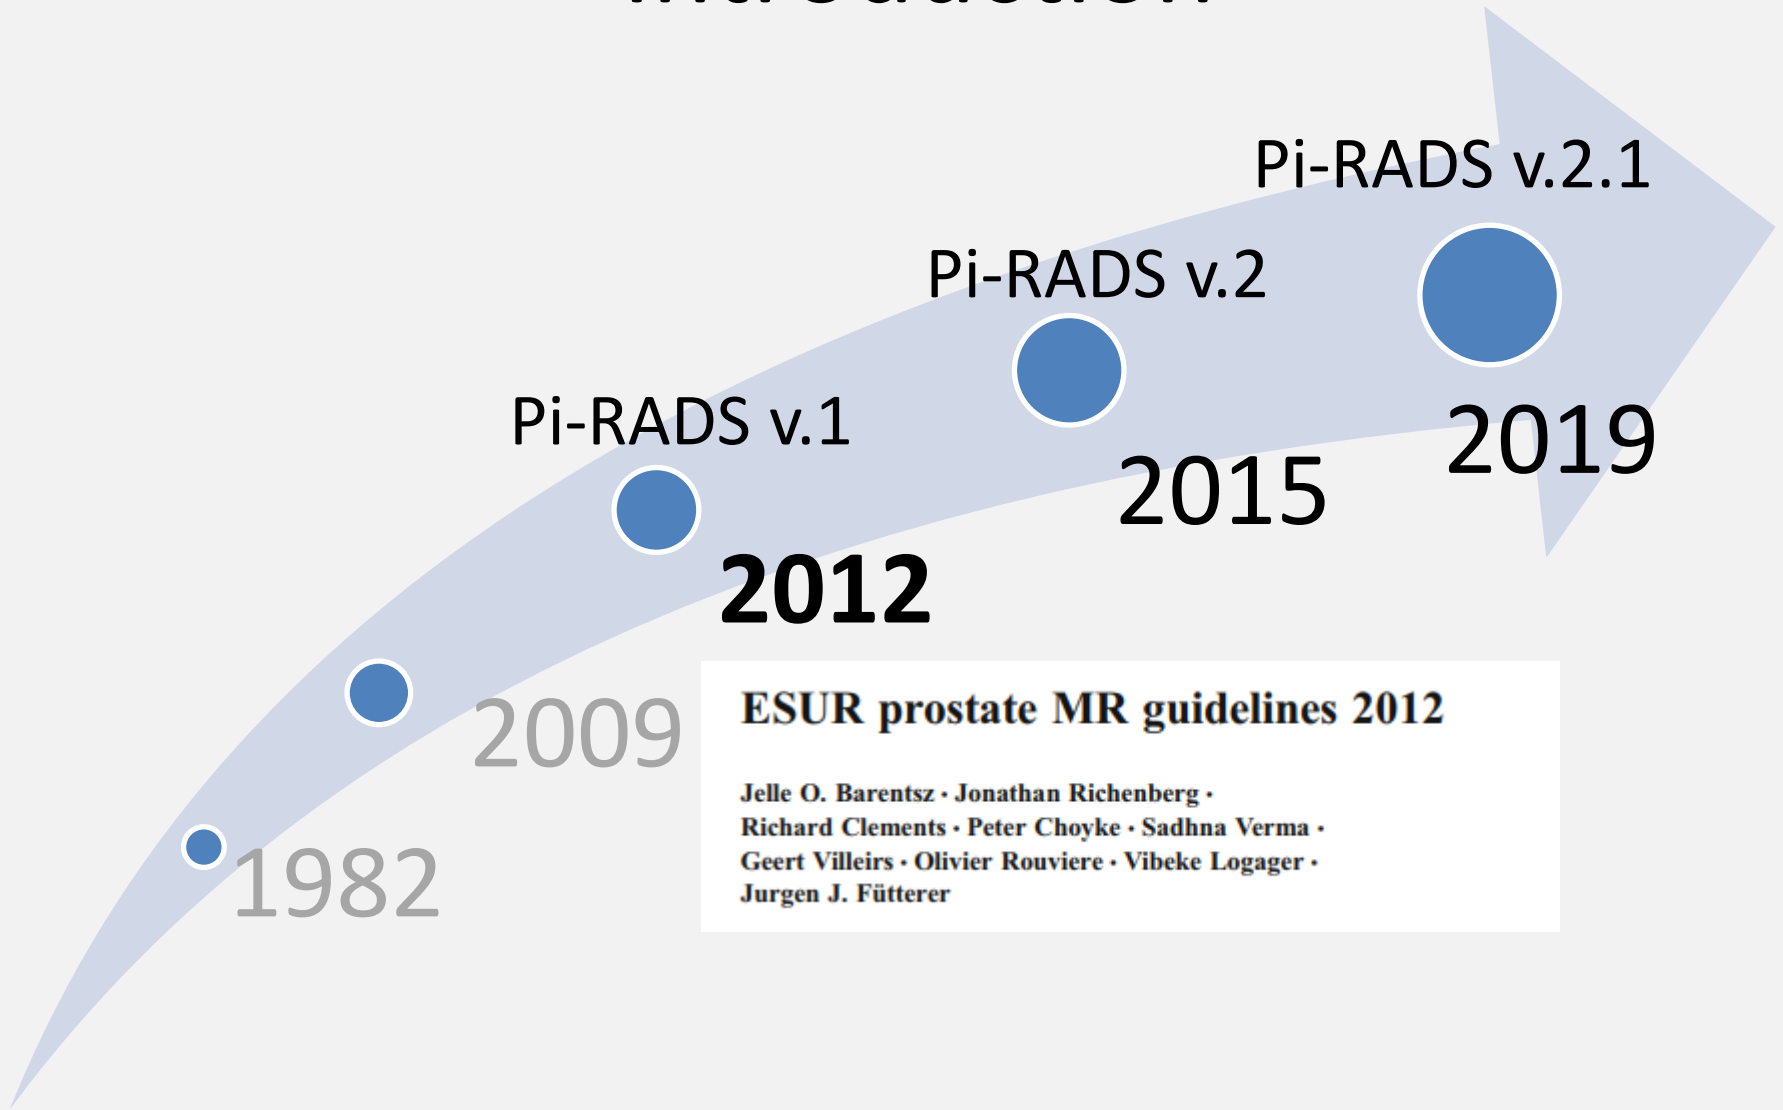 Introduction
Pi-RADS v.2.1
Pi-RADS v.2
Pi-RADS v.1
2019
2015
2012
2009
1982
ESUR prostate MR guidelines 2012
Jelle O. Barentsz · Jonathan Richenberg ·
Richard Clements · Peter Choyke · Sadhna Verma ·
Geert Villeirs · Olivier Rouviere · Vibeke Logager ·
Jurgen J. Fütterer